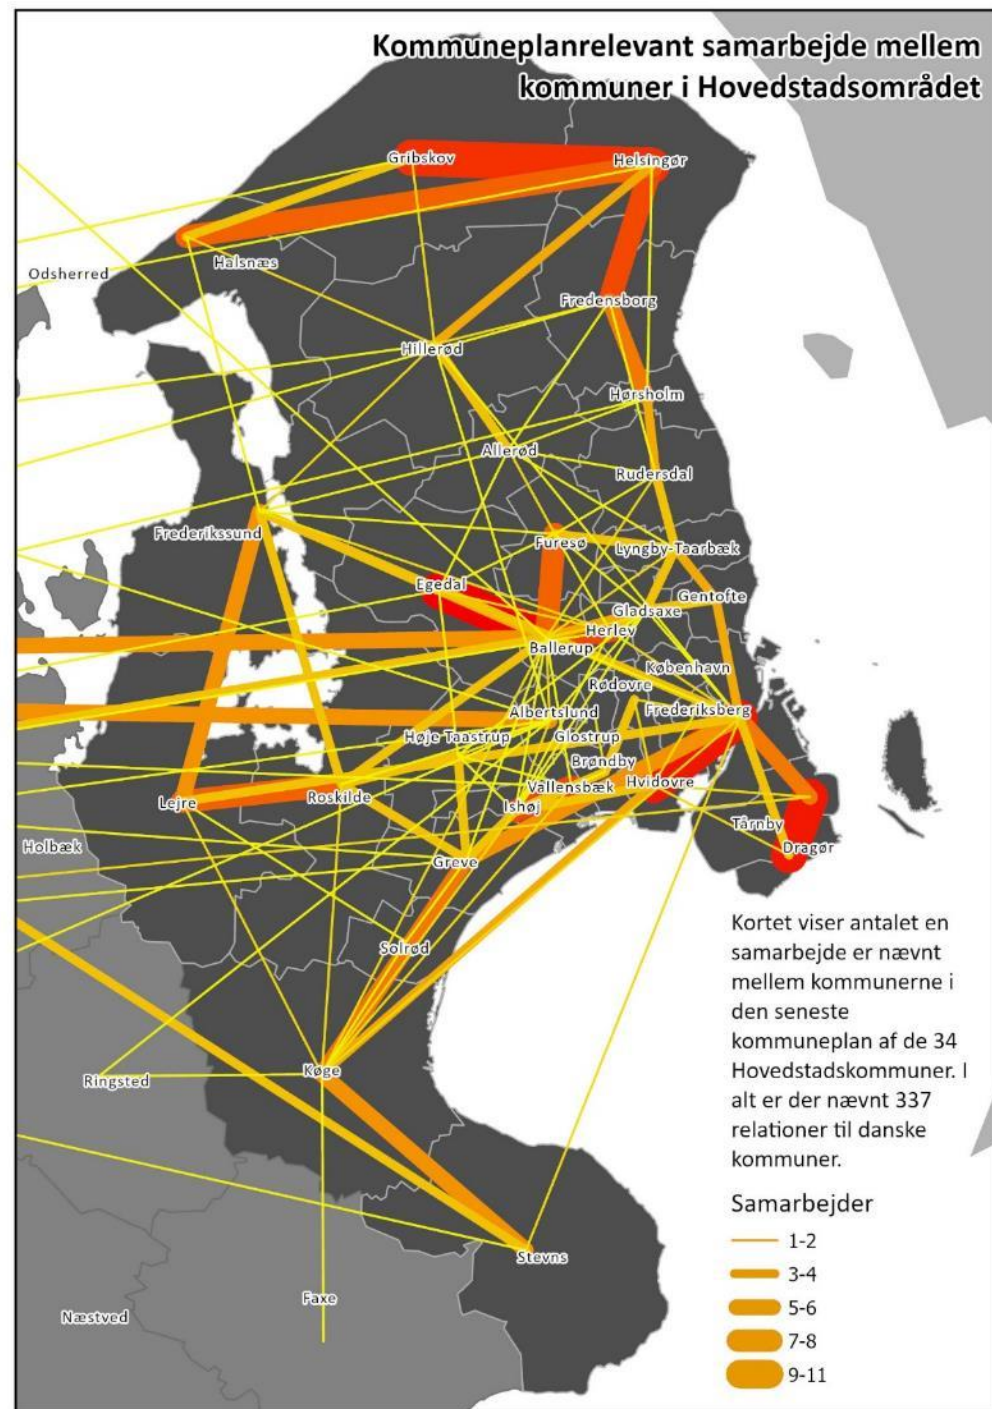 Kommuneplanrelevant samarbejde mellem
kommuner i Hovedstadsområdet
Gribskov
Helsingør
Halsnæs
Odsherred
Fredensborg
Hillerød
Hørsholm
Allerød
Rudersdal
Frederikssund
Furesø
Lyngby-Taarbæk
Egedal
Gentofte
Gladsaxe
Herlev
Ballerup
København
Rødovre
Albertslund
Frederiksberg
Høje Taastrup
Glostrup
Brøndby
Hvidovre
Vallensbæk
Lejre
Roskilde
Ishøj
Tårnby
Holbæk
Greve
Dragør
Solrød
Køge
Ringsted
Stevns
Faxe
Næstved
Kortet viser antalet en
samarbejde er nævnt
mellem kommunerne i
den seneste
kommuneplan af de 34
Hovedstadskommuner. I
alt er der nævnt 337
relationer til danske
kommuner.
Samarbejder
1-2
3-4
5-6
7-8
9-11